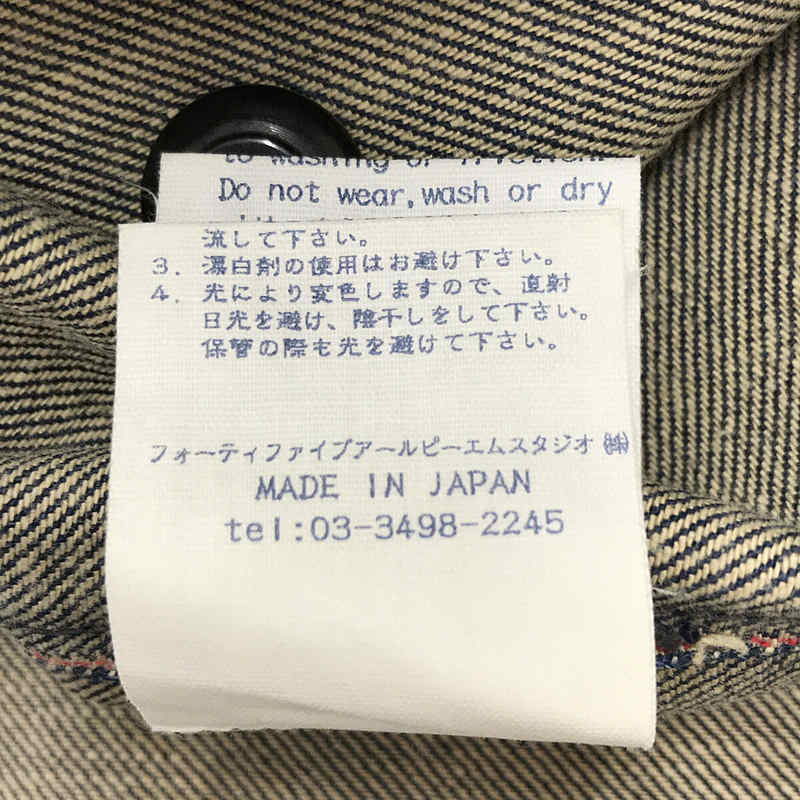 to washing or
Do not wear,wash or dry
流して下さい。
3. 漂白剤の使用はお避け下さい。
4. 光により変色しますので、直射
日光を避け、陰干しをして下さい。
保管の際も光を避けて下さい。
フォーティファイブアールピーエムスタジオ㈱
MADE IN JAPAN
tel:03-3498-2245